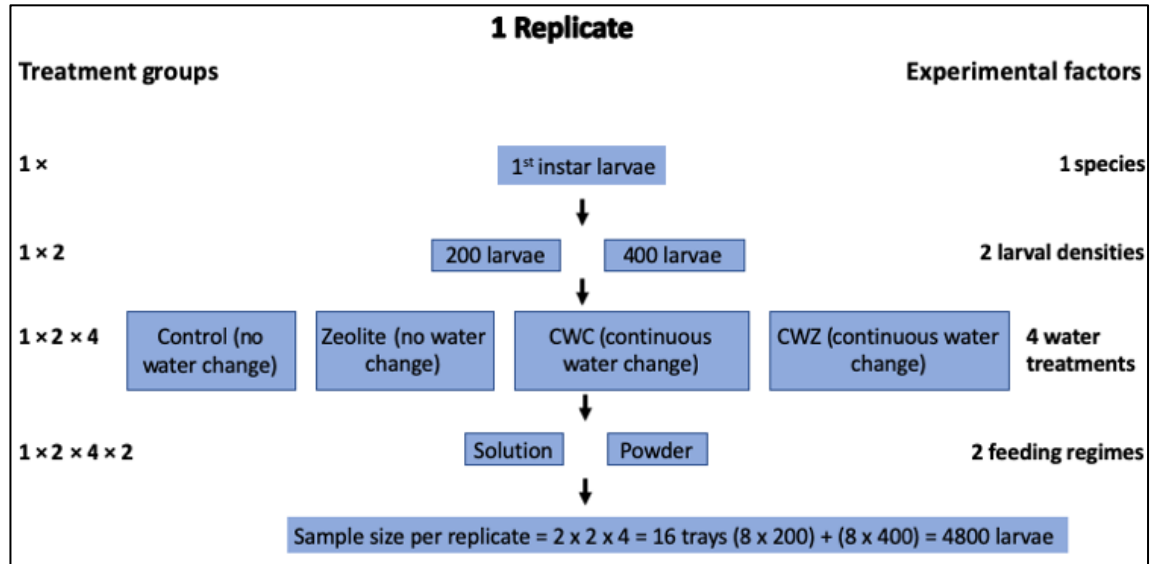 1 Replicate
Treatment groups
Experimental factors
1 ×
1st instar larvae
1 species
1 × 2
200 larvae
400 larvae
2 larval densities
1 × 2 × 4
Control (no
water change)
Zeolite (no water
change)
CWC (continuous
water change)
CWZ (continuous water
change)
4 water
treatments
1 × 2 × 4 × 2
Solution
Powder
2 feeding regimes
Sample size per replicate = 2 x 2 x 4 = 16 trays (8 x 200) + (8 x 400) = 4800 larvae